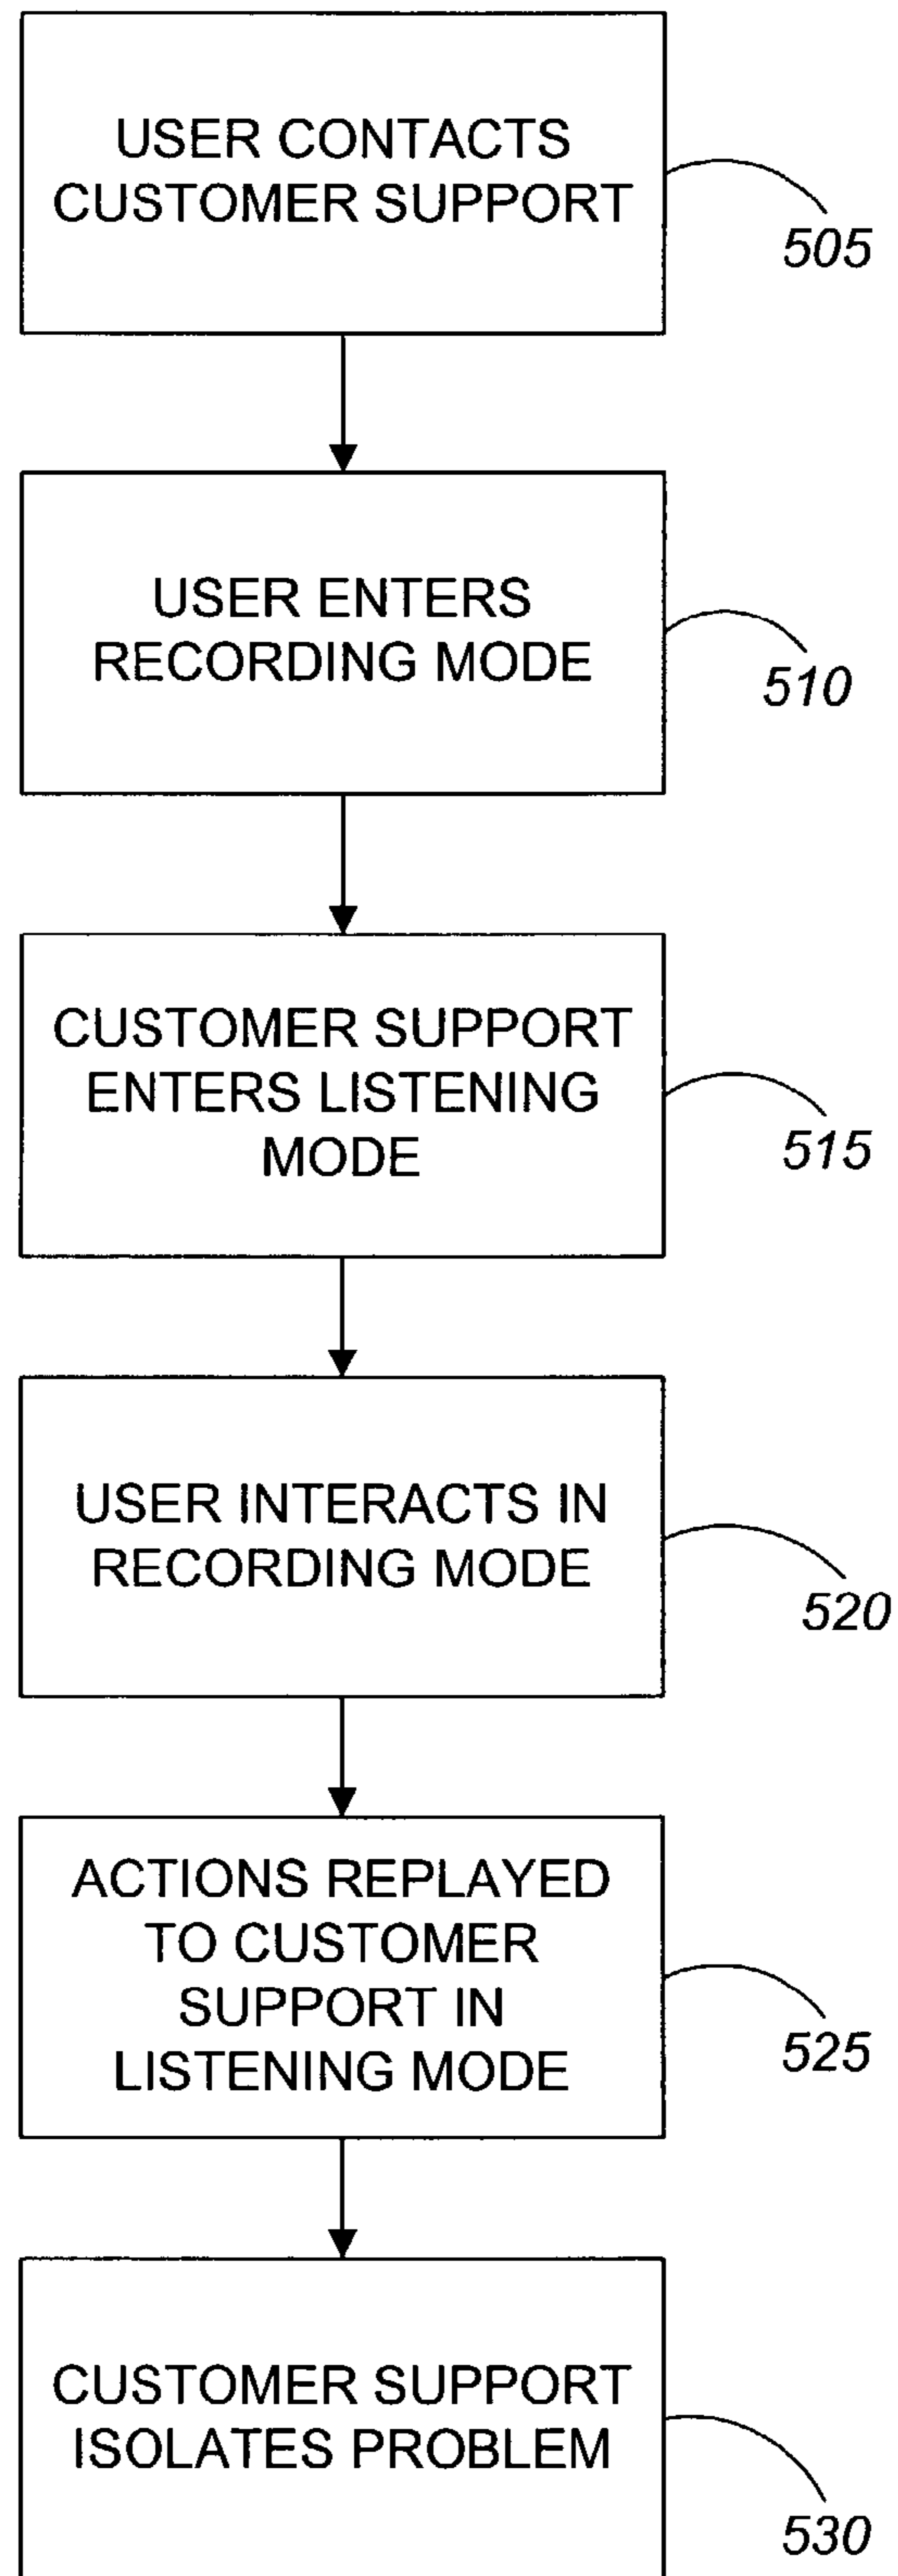 USER CONTACTS
CUSTOMER SUPPORT
505
USER ENTERS
RECORDING MODE
510
CUSTOMER SUPPORT
ENTERS LISTENING
MODE
515
USER INTERACTS IN
RECORDING MODE
520
ACTIONS REPLAYED
TO CUSTOMER
SUPPORT IN
LISTENING MODE
525
CUSTOMER SUPPORT
ISOLATES PROBLEM
530